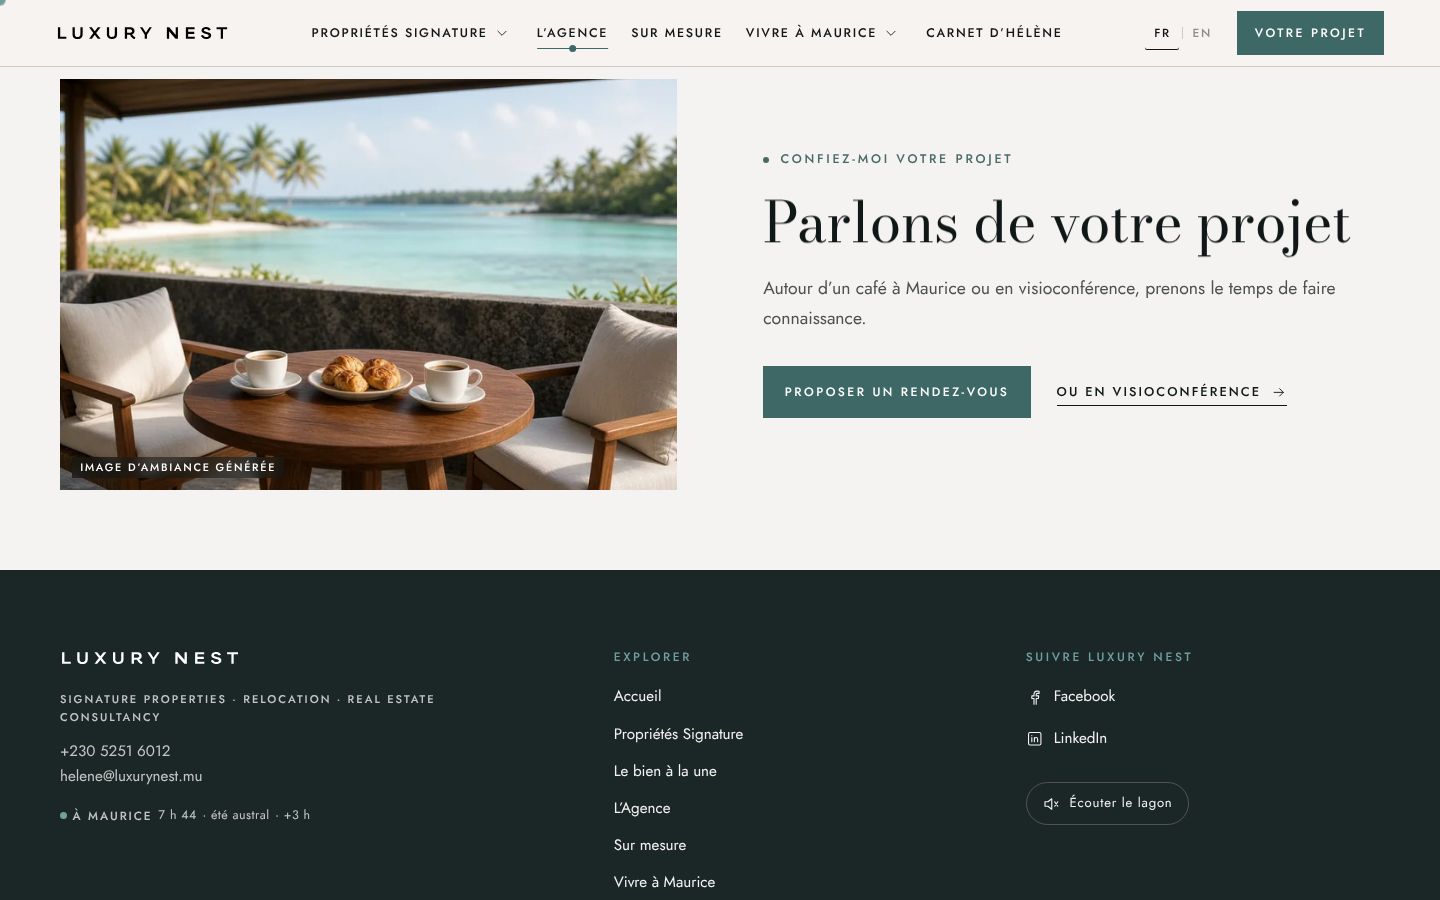 LUXURY NEST
PROPRIÉTÉS SIGNATURE
L’AGENCE
SUR MESURE
VIVRE À MAURICE
CARNET D’HÉLÈNE
FR
EN
VOTRE PROJET
IMAGE D’AMBIANCE GÉNÉRÉE
CONFIEZ-MOI VOTRE PROJET
Parlons de votre projet
Autour d’un café à Maurice ou en visioconférence, prenons le temps de faire
connaissance.
PROPOSER UN RENDEZ-VOUS
OU EN VISIOCONFÉRENCE →
LUXURY NEST
SIGNATURE PROPERTIES · RELOCATION · REAL ESTATE
CONSULTANCY
+230 5251 6012
helene@luxurynest.mu
À MAURICE 7 h 44 · été austral · +3 h
EXPLORER
Accueil
Propriétés Signature
Le bien à la une
L’Agence
Sur mesure
Vivre à Maurice
SUIVRE LUXURY NEST
Facebook
LinkedIn
Écouter le lagon